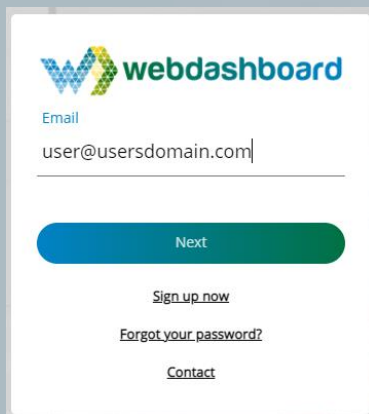 webdashboard
Email
user@usersdomain.com
Next
Sign up now
Forgot your password?
Contact